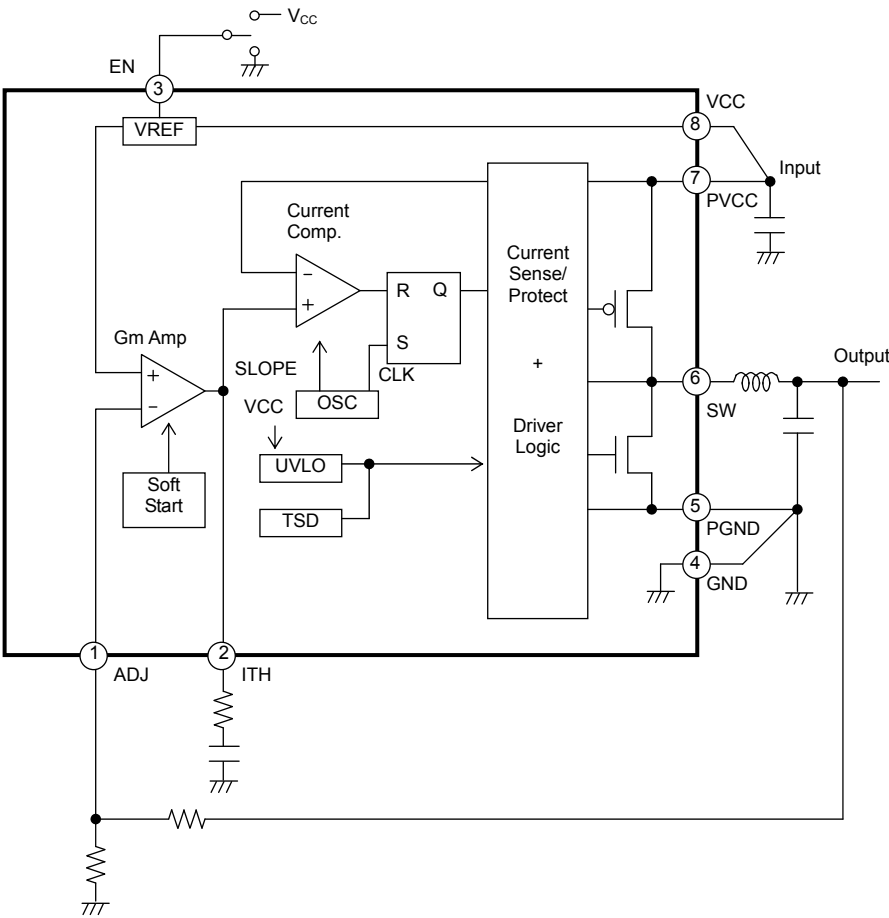 V_CC
EN
3
VREF
VCC
8
7
Input
PVCC
Current
Comp.
−
+
R
Q
S
CLK
Current
Sense/
Protect
+
Driver
Logic
Gm Amp
+
−
SLOPE
OSC
VCC
UVLO
TSD
Soft
Start
6
SW
Output
5
PGND
4
GND
1
ADJ
2
ITH